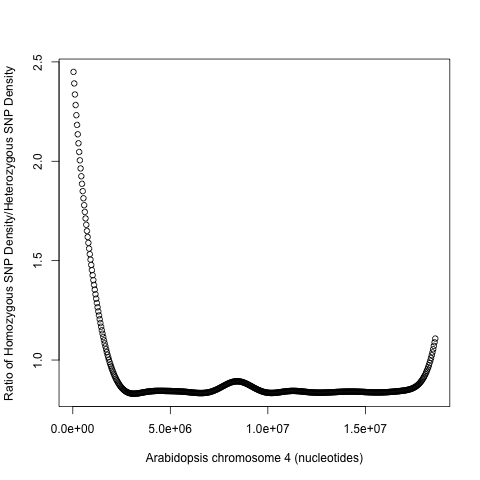 Ratio of Homozygous SNP Density/Heterozygous SNP Density
2.5
2.0
1.5
1.0
0.0e+00 5.0e+06 1.0e+07 1.5e+07
Arabidopsis chromosome 4 (nucleotides)